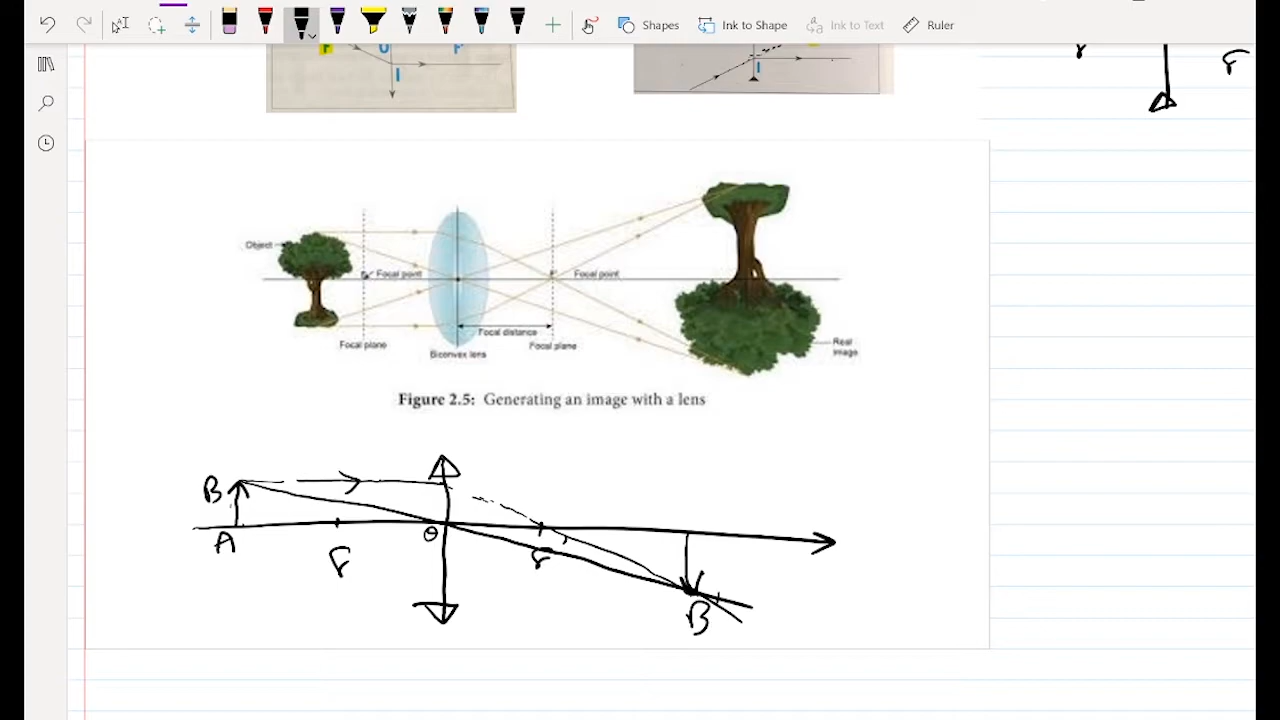 Shapes Ink to Shape Ink to Text Ruler
F O F'
I
I
F
Object
Focal point Focal point
Focal distance
Focal plane Biconvex lens Focal plane
Real
image
Figure 2.5: Generating an image with a lens
B
A F O F
B